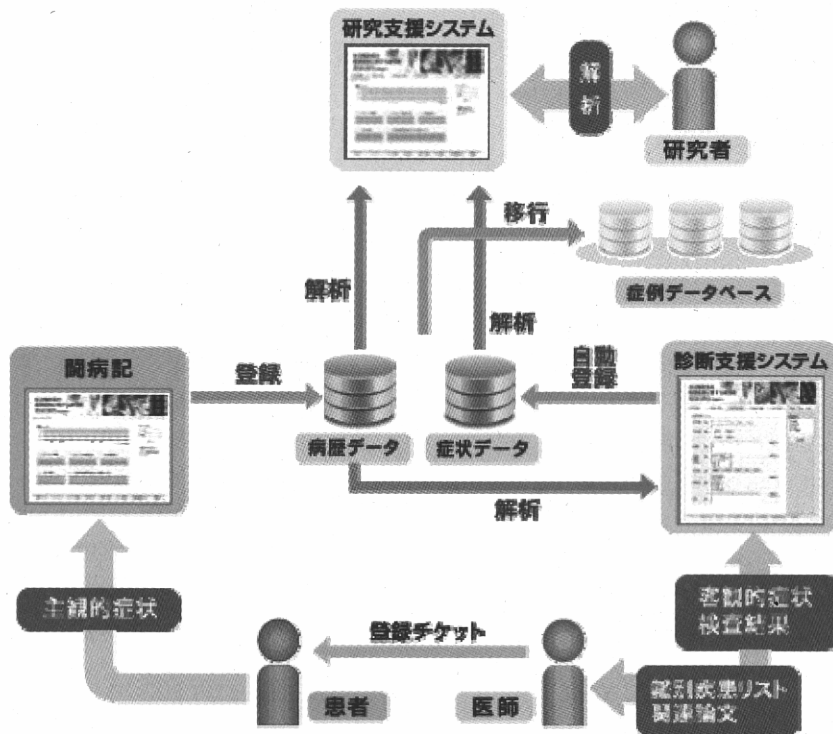 研究支援システム
解析
研究者
移行
症例データベース
解析
解析
闘病記
登録
自動
登録
診断支援システム
病歴データ
症状データ
解析
主観的症状
客観的症状
検査結果
登録チケット
患者
医師
鑑別疾患リスト
関連論文